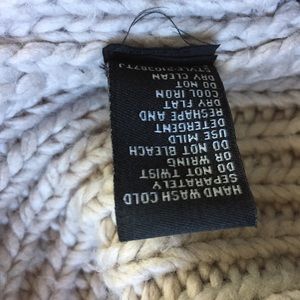 HAND WASH COLD
SEPARATELY
DO NOT TWIST
OR WRING
DO NOT BLEACH
USE MILD
DETERGENT
RESHAPE AND
DRY FLAT
COOL IRON
DO NOT
DRY CLEAN